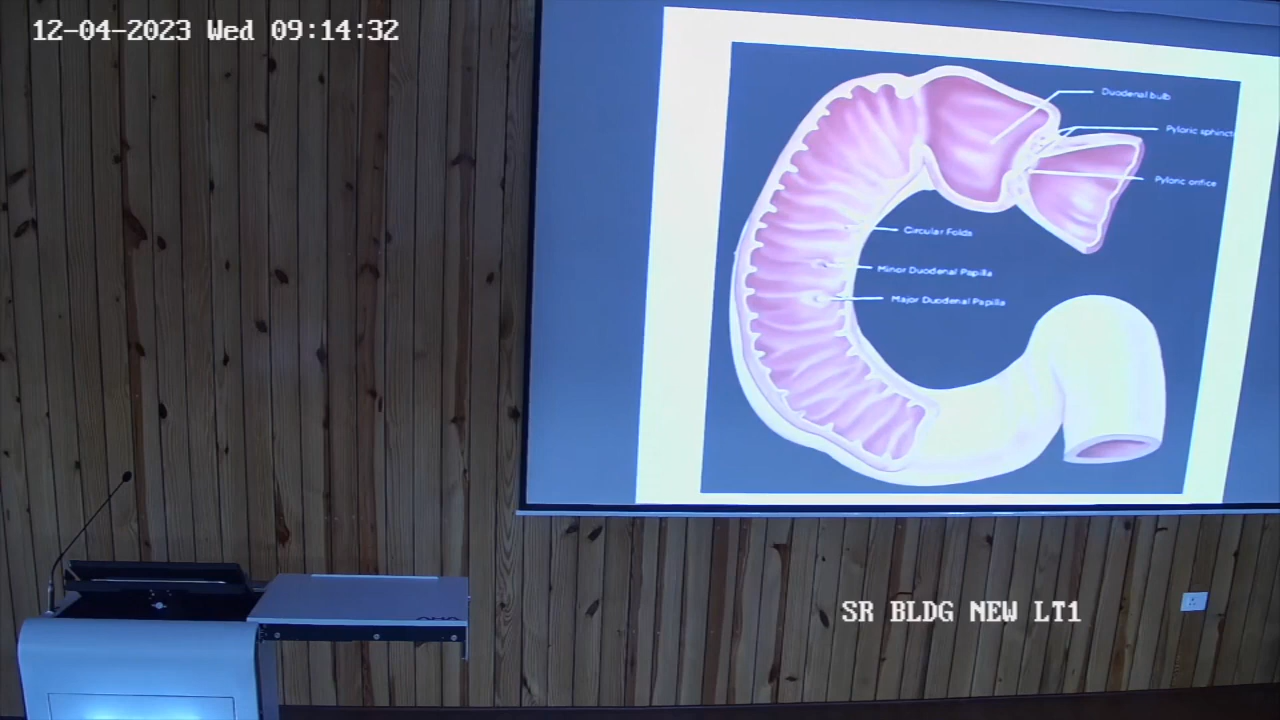 12-04-2023 Wed 09:14:32
Duodenal bulb
Pyloric sphinct
Pyloric orifice
Circular Folds
Minor Duodenal Papilla
Major Duodenal Papilla
SR BLDG NEW LT1